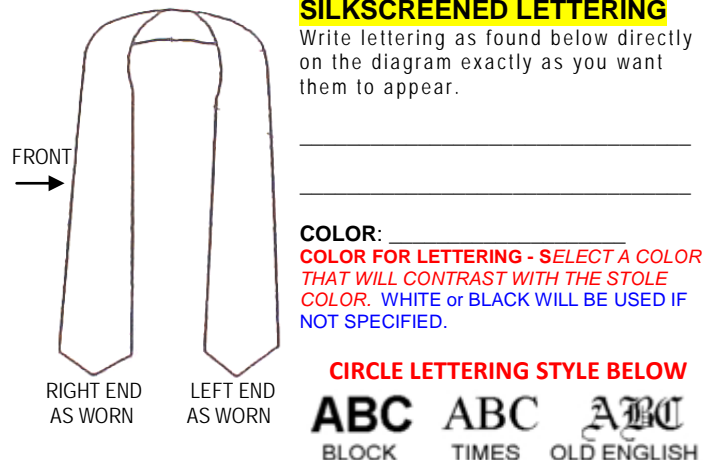 SILKSCREENED LETTERING
Write lettering as found below directly
on the diagram exactly as you want
them to appear.
FRONT
COLOR: ____________________
COLOR FOR LETTERING - SELECT A COLOR
THAT WILL CONTRAST WITH THE STOLE
COLOR. WHITE or BLACK WILL BE USED IF
NOT SPECIFIED.
CIRCLE LETTERING STYLE BELOW
RIGHT END
AS WORN
LEFT END
AS WORN
ABC ABC ABC
BLOCK TIMES OLD ENGLISH